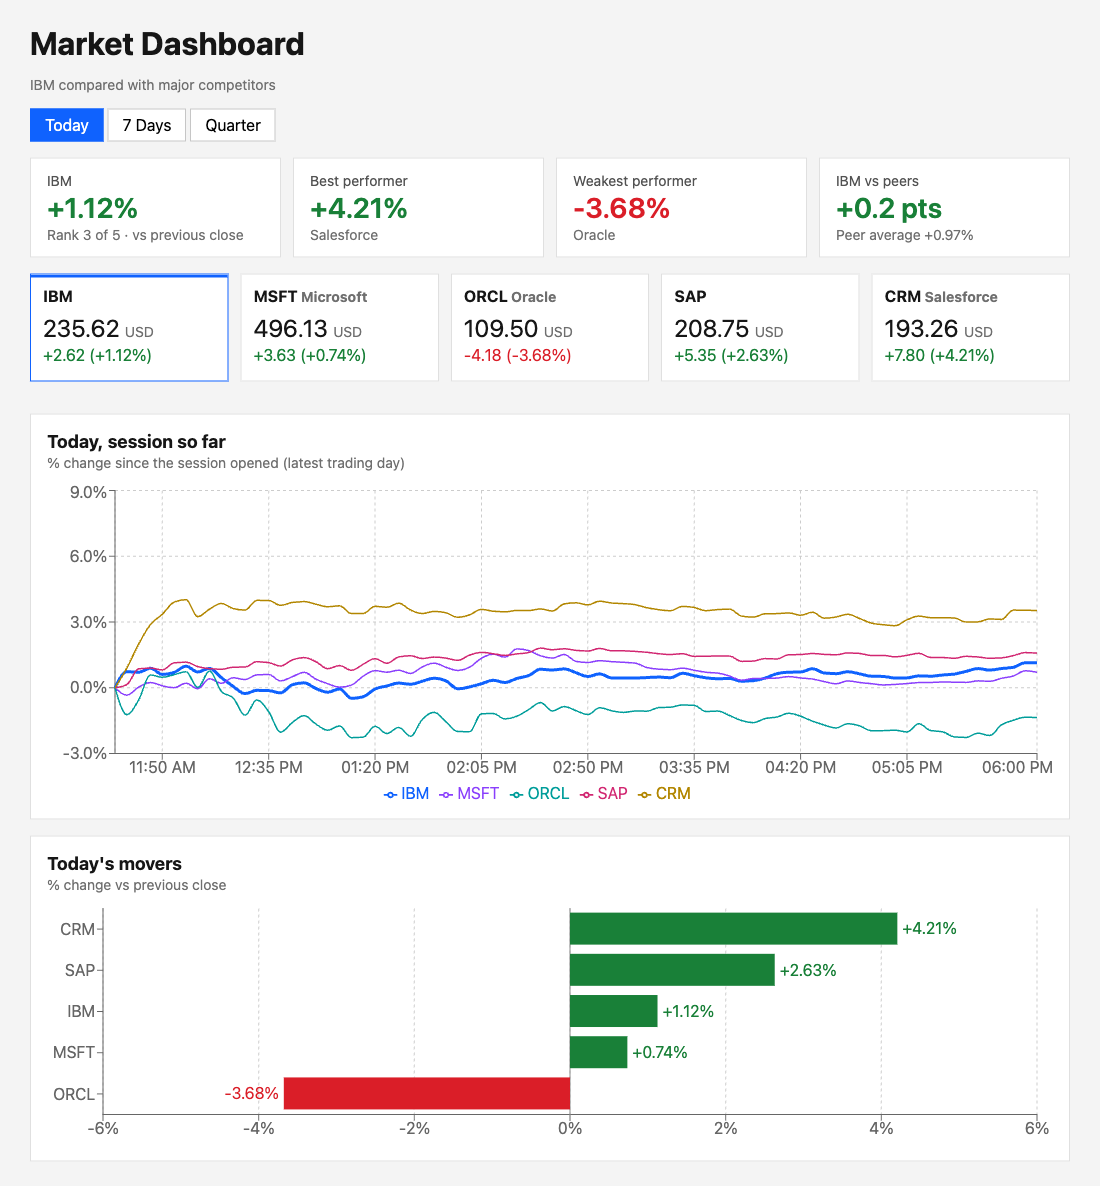 Market Dashboard
IBM compared with major competitors
Today 7 Days Quarter
IBM
+1.12%
Rank 3 of 5 · vs previous close
Best performer
+4.21%
Salesforce
Weakest performer
-3.68%
Oracle
IBM vs peers
+0.2 pts
Peer average +0.97%
IBM
235.62 USD
+2.62 (+1.12%)
MSFT Microsoft
496.13 USD
+3.63 (+0.74%)
ORCL Oracle
109.50 USD
-4.18 (-3.68%)
SAP
208.75 USD
+5.35 (+2.63%)
CRM Salesforce
193.26 USD
+7.80 (+4.21%)
Today, session so far
% change since the session opened (latest trading day)
9.0%
6.0%
3.0%
0.0%
-3.0%
11:50 AM 12:35 PM 01:20 PM 02:05 PM 02:50 PM 03:35 PM 04:20 PM 05:05 PM 06:00 PM
IBM MSFT ORCL SAP CRM
Today's movers
% change vs previous close
CRM +4.21%
SAP +2.63%
IBM +1.12%
MSFT +0.74%
ORCL -3.68%
-6% -4% -2% 0% 2% 4% 6%